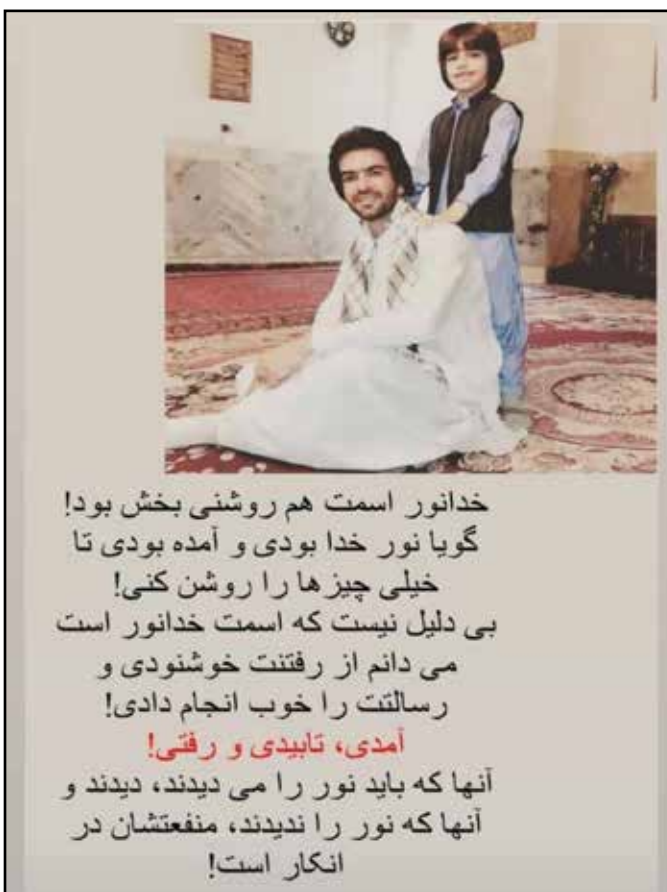 خدانور اسمت هم روشنی بخش بود!
گویا نور خدا بودی و آمده بودی تا
خیلی چیزها را روشن کنی!
بی دلیل نیست که اسمت خدانور است
می دانم از رفتنت خوشنودی و
رسالتت را خوب انجام دادی!
آمدی، تابیدی و رفتی!
آنها که باید نور را می دیدند، دیدند و
آنها که نور را ندیدند، منفعتشان در
انکار است!